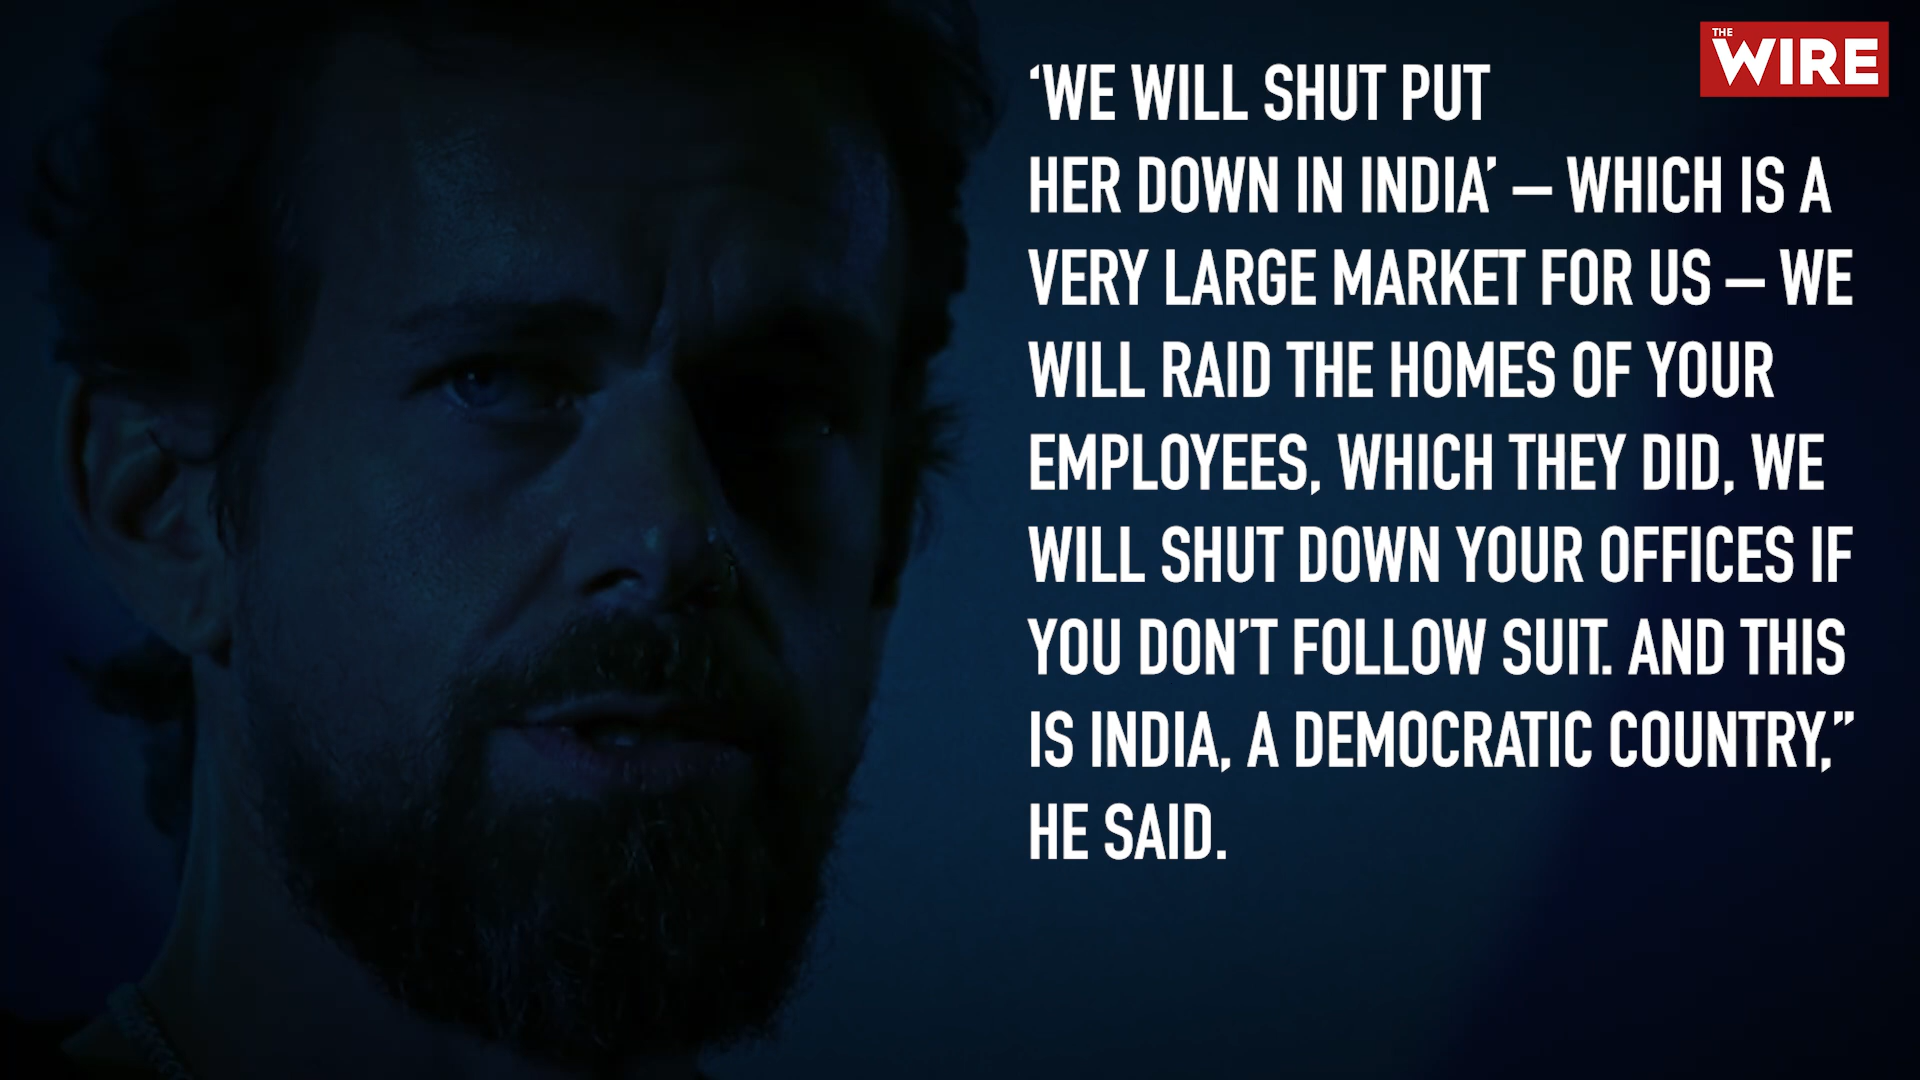 THE
WIRE
‘WE WILL SHUT PUT
HER DOWN IN INDIA’ – WHICH IS A
VERY LARGE MARKET FOR US – WE
WILL RAID THE HOMES OF YOUR
EMPLOYEES, WHICH THEY DID, WE
WILL SHUT DOWN YOUR OFFICES IF
YOU DON’T FOLLOW SUIT. AND THIS
IS INDIA, A DEMOCRATIC COUNTRY,”
HE SAID.